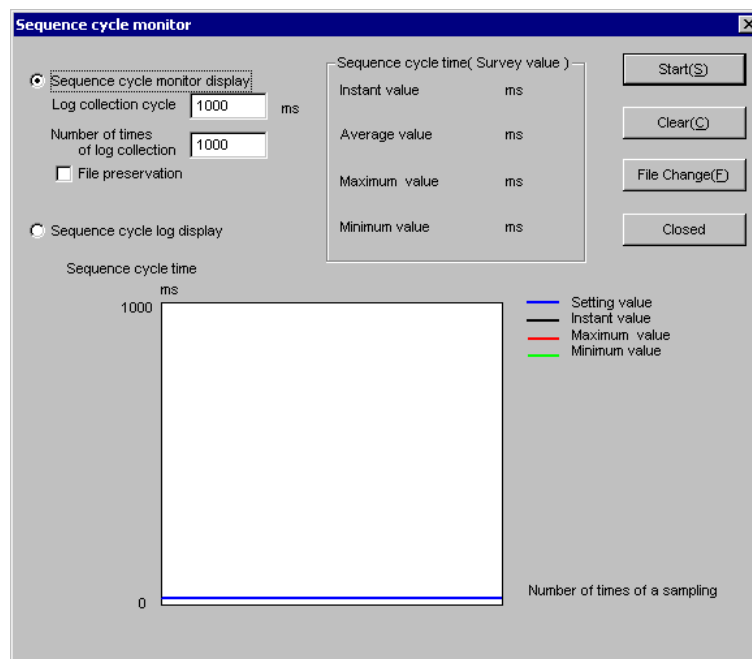 Sequence cycle monitor
Sequence cycle monitor display
Log collection cycle 1000 ms
Number of times
of log collection 1000
File preservation
Sequence cycle log display
Sequence cycle time( Survey value )
Instant value ms
Average value ms
Maximum value ms
Minimum value ms
Start(S)
Clear(C)
File Change(F)
Closed
Sequence cycle time
ms
1000
0
Setting value
Instant value
Maximum value
Minimum value
Number of times of a sampling